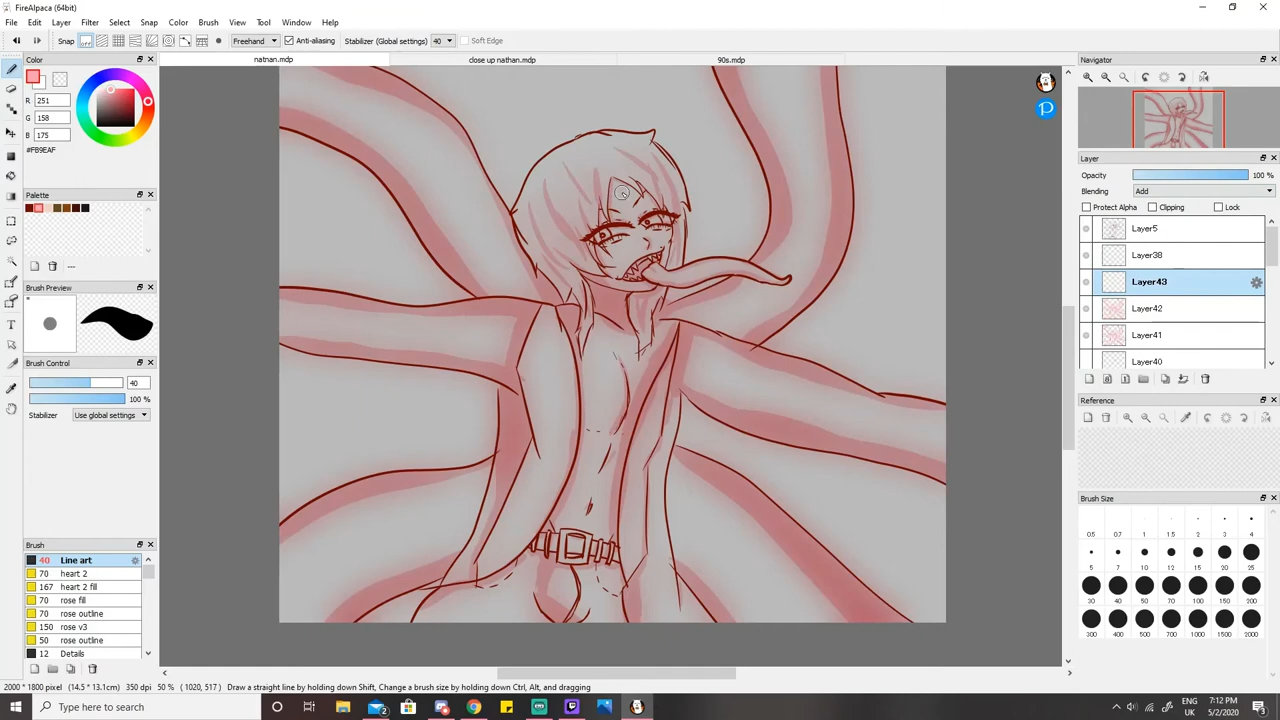 FireAlpaca (64bit)
File Edit Layer Filter Select Snap Color Brush View Tool Window Help
Snap OFF Freehand Anti-aliasing Stabilizer (Global settings) 40 Soft Edge
natnan.mdp close up nathan.mdp 90s.mdp
Color
R 251
G 158
B 175
#FB9EAF
Palette
---
Brush Preview
Brush Control
40
100 %
Stabilizer Use global settings
Brush
40 Line art
70 heart 2
167 heart 2 fill
70 rose fill
70 rose outline
150 rose v3
50 rose outline
12 Details
Navigator
Layer
Opacity 100 %
Blending Add
Protect Alpha Clipping Lock
Layer5
Layer38
Layer43
Layer42
Layer41
Layer40
Reference
Brush Size
0.5 0.7 1 1.5 2 3 4
5 7 10 12 15 20 25
30 40 50 70 100 150 200
300 400 500 700 1000 1500 2000
2000 * 1800 pixel (14.5 * 13.1cm) 350 dpi 50 % ( 1020, 517 ) Draw a straight line by holding down Shift, Change a brush size by holding down Ctrl, Alt, and dragging
Type here to search
2
ENG
UK
7:12 PM
5/2/2020